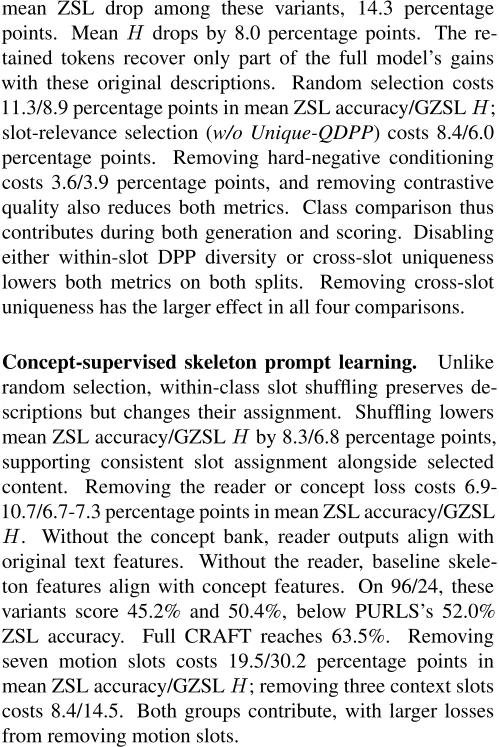 mean ZSL drop among these variants, 14.3 percentage
points. Mean H drops by 8.0 percentage points. The re-
tained tokens recover only part of the full model's gains
with these original descriptions. Random selection costs
11.3/8.9 percentage points in mean ZSL accuracy/GZSL H;
slot-relevance selection (w/o Unique-QDPP) costs 8.4/6.0
percentage points. Removing hard-negative conditioning
costs 3.6/3.9 percentage points, and removing contrastive
quality also reduces both metrics. Class comparison thus
contributes during both generation and scoring. Disabling
either within-slot DPP diversity or cross-slot uniqueness
lowers both metrics on both splits. Removing cross-slot
uniqueness has the larger effect in all four comparisons.
Concept-supervised skeleton prompt learning. Unlike
random selection, within-class slot shuffling preserves de-
scriptions but changes their assignment. Shuffling lowers
mean ZSL accuracy/GZSL H by 8.3/6.8 percentage points,
supporting consistent slot assignment alongside selected
content. Removing the reader or concept loss costs 6.9-
10.7/6.7-7.3 percentage points in mean ZSL accuracy/GZSL
H. Without the concept bank, reader outputs align with
original text features. Without the reader, baseline skele-
ton features align with concept features. On 96/24, these
variants score 45.2% and 50.4%, below PURLS's 52.0%
ZSL accuracy. Full CRAFT reaches 63.5%. Removing
seven motion slots costs 19.5/30.2 percentage points in
mean ZSL accuracy/GZSL H; removing three context slots
costs 8.4/14.5. Both groups contribute, with larger losses
from removing motion slots.